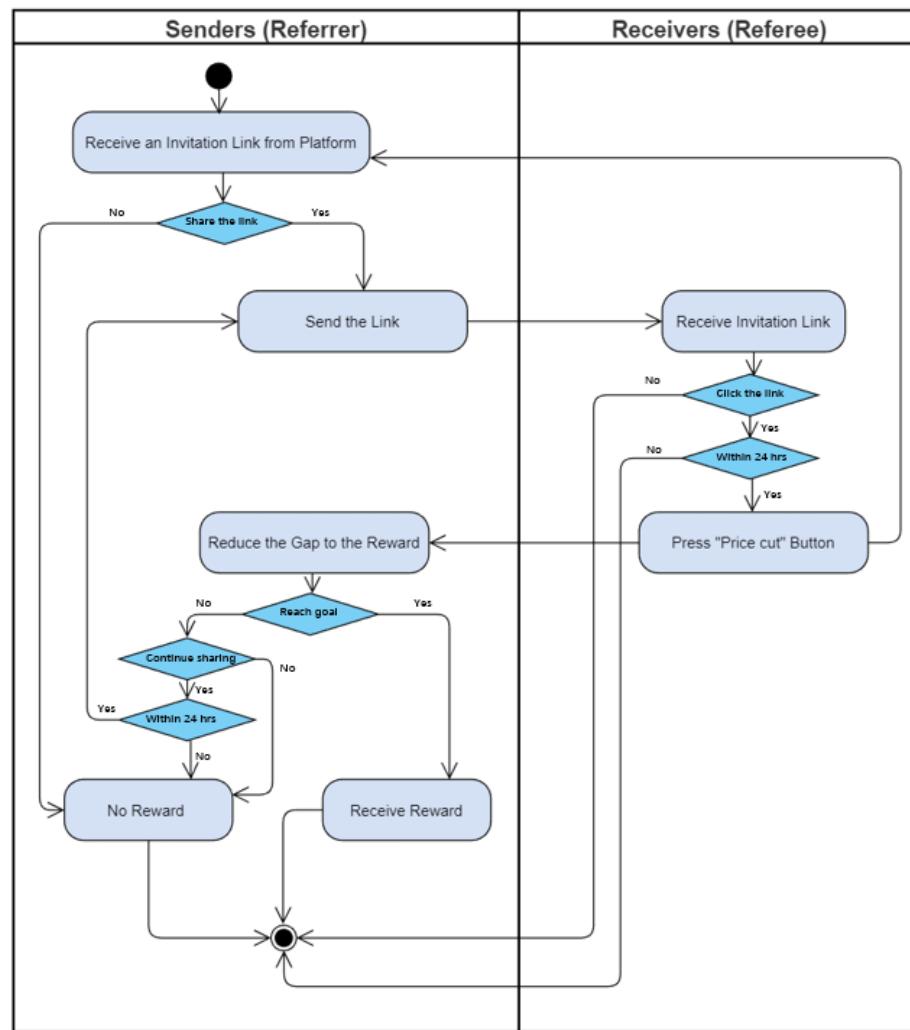 Senders (Referrer)
Receivers (Referee)
Receive an Invitation Link from Platform
No
Share the link
Yes
Send the Link
Receive Invitation Link
No
Click the link
Yes
No
Within 24 hrs
Yes
Reduce the Gap to the Reward
Press "Price cut" Button
No
Reach goal
Yes
Continue sharing
No
Yes
Yes
Within 24 hrs
No
No Reward
Receive Reward